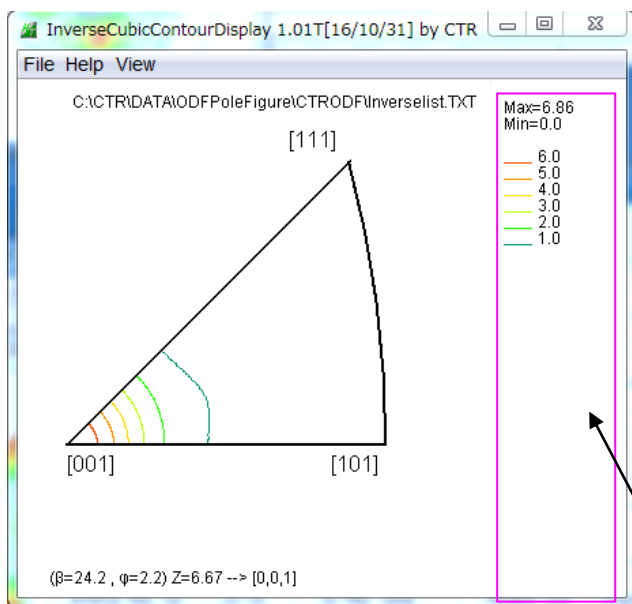 InverseCubicContourDisplay 1.01T[16/10/31] by CTR
File Help View
C:\CTR\DATA\ODFPoleFigure\CTRODF\Inverselist.TXT
Max=6.86
Min=0.0
[111]
6.0
5.0
4.0
3.0
2.0
1.0
[001]
[101]
(β=24.2 , φ=2.2) Z=6.67 --> [0,0,1]